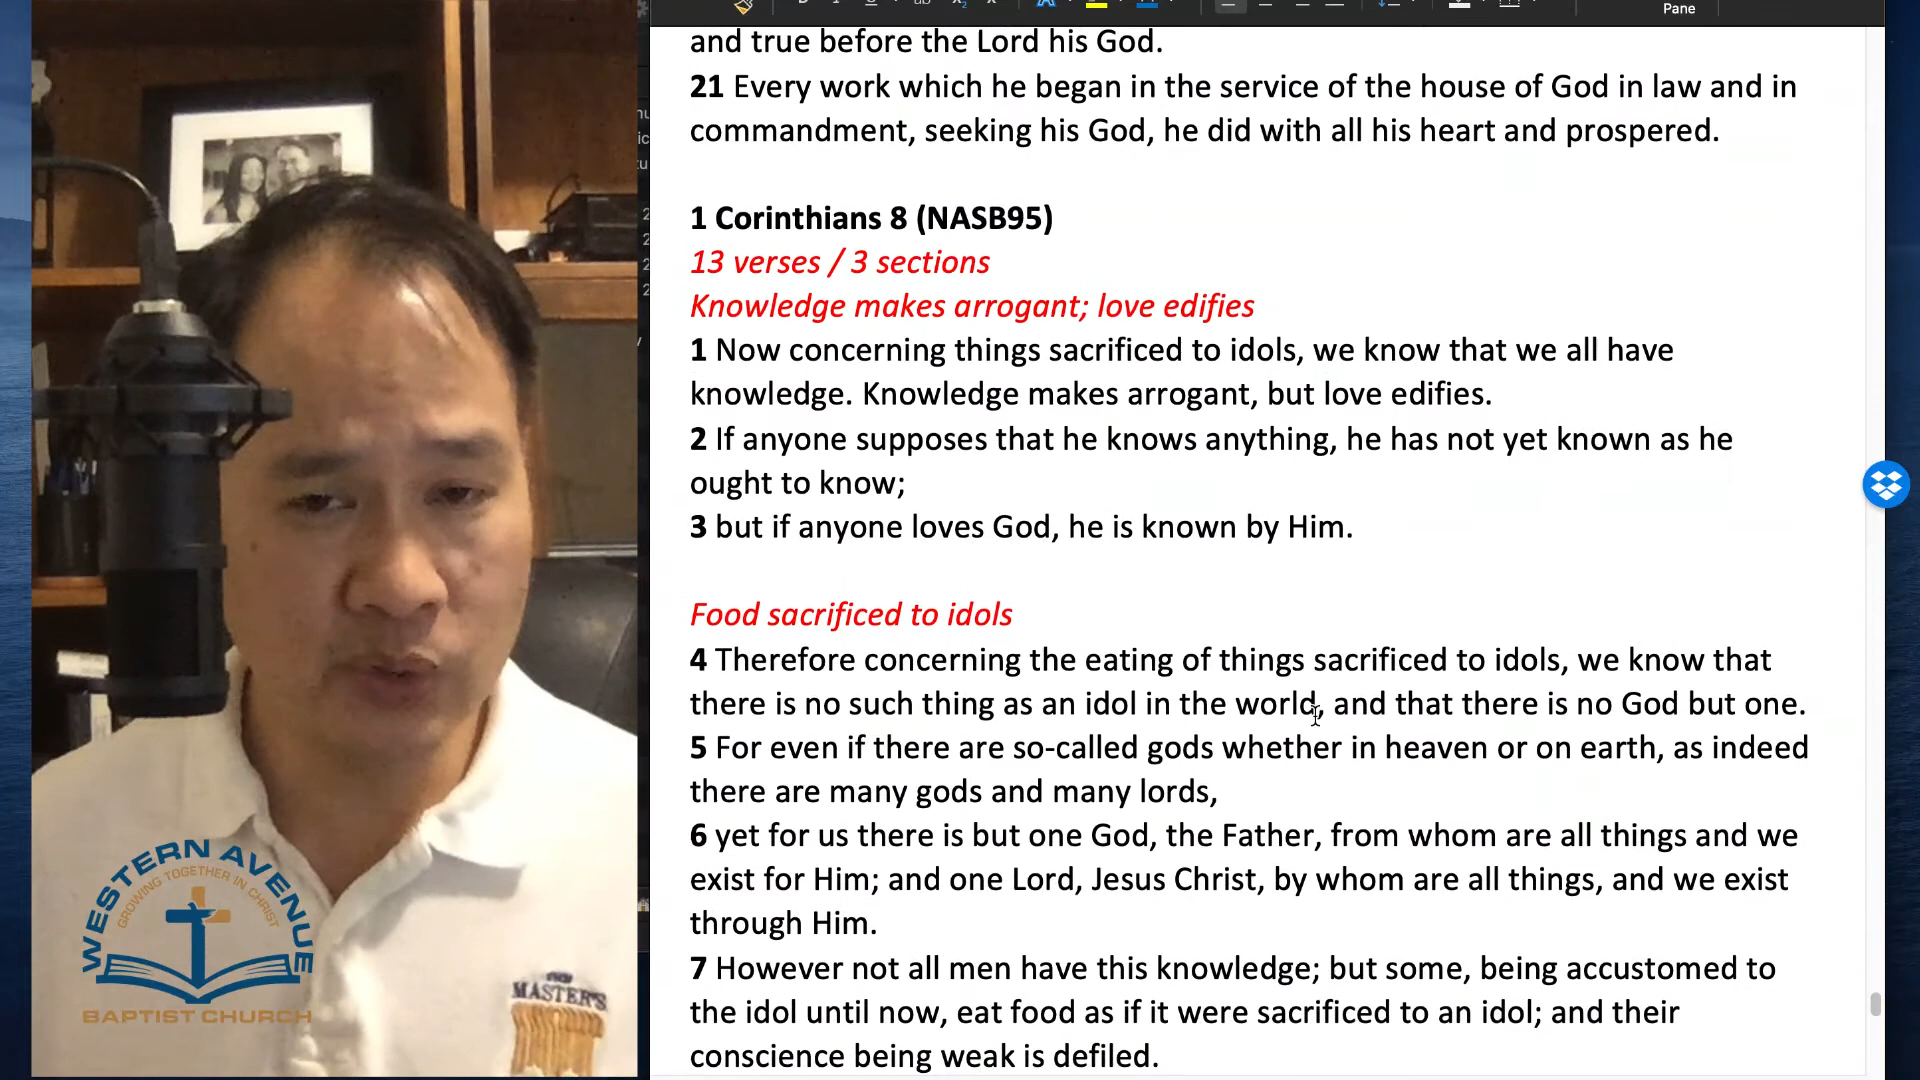 Pane
and true before the Lord his God.
21 Every work which he began in the service of the house of God in law and in
commandment, seeking his God, he did with all his heart and prospered.
1 Corinthians 8 (NASB95)
13 verses / 3 sections
Knowledge makes arrogant; love edifies
1 Now concerning things sacrificed to idols, we know that we all have
knowledge. Knowledge makes arrogant, but love edifies.
2 If anyone supposes that he knows anything, he has not yet known as he
ought to know;
3 but if anyone loves God, he is known by Him.
Food sacrificed to idols
4 Therefore concerning the eating of things sacrificed to idols, we know that
there is no such thing as an idol in the world, and that there is no God but one.
5 For even if there are so-called gods whether in heaven or on earth, as indeed
there are many gods and many lords,
6 yet for us there is but one God, the Father, from whom are all things and we
exist for Him; and one Lord, Jesus Christ, by whom are all things, and we exist
through Him.
7 However not all men have this knowledge; but some, being accustomed to
the idol until now, eat food as if it were sacrificed to an idol; and their
conscience being weak is defiled.
WESTERN AVENUE
GROWING TOGETHER IN CHRIST
BAPTIST CHURCH
THE
MASTER'S